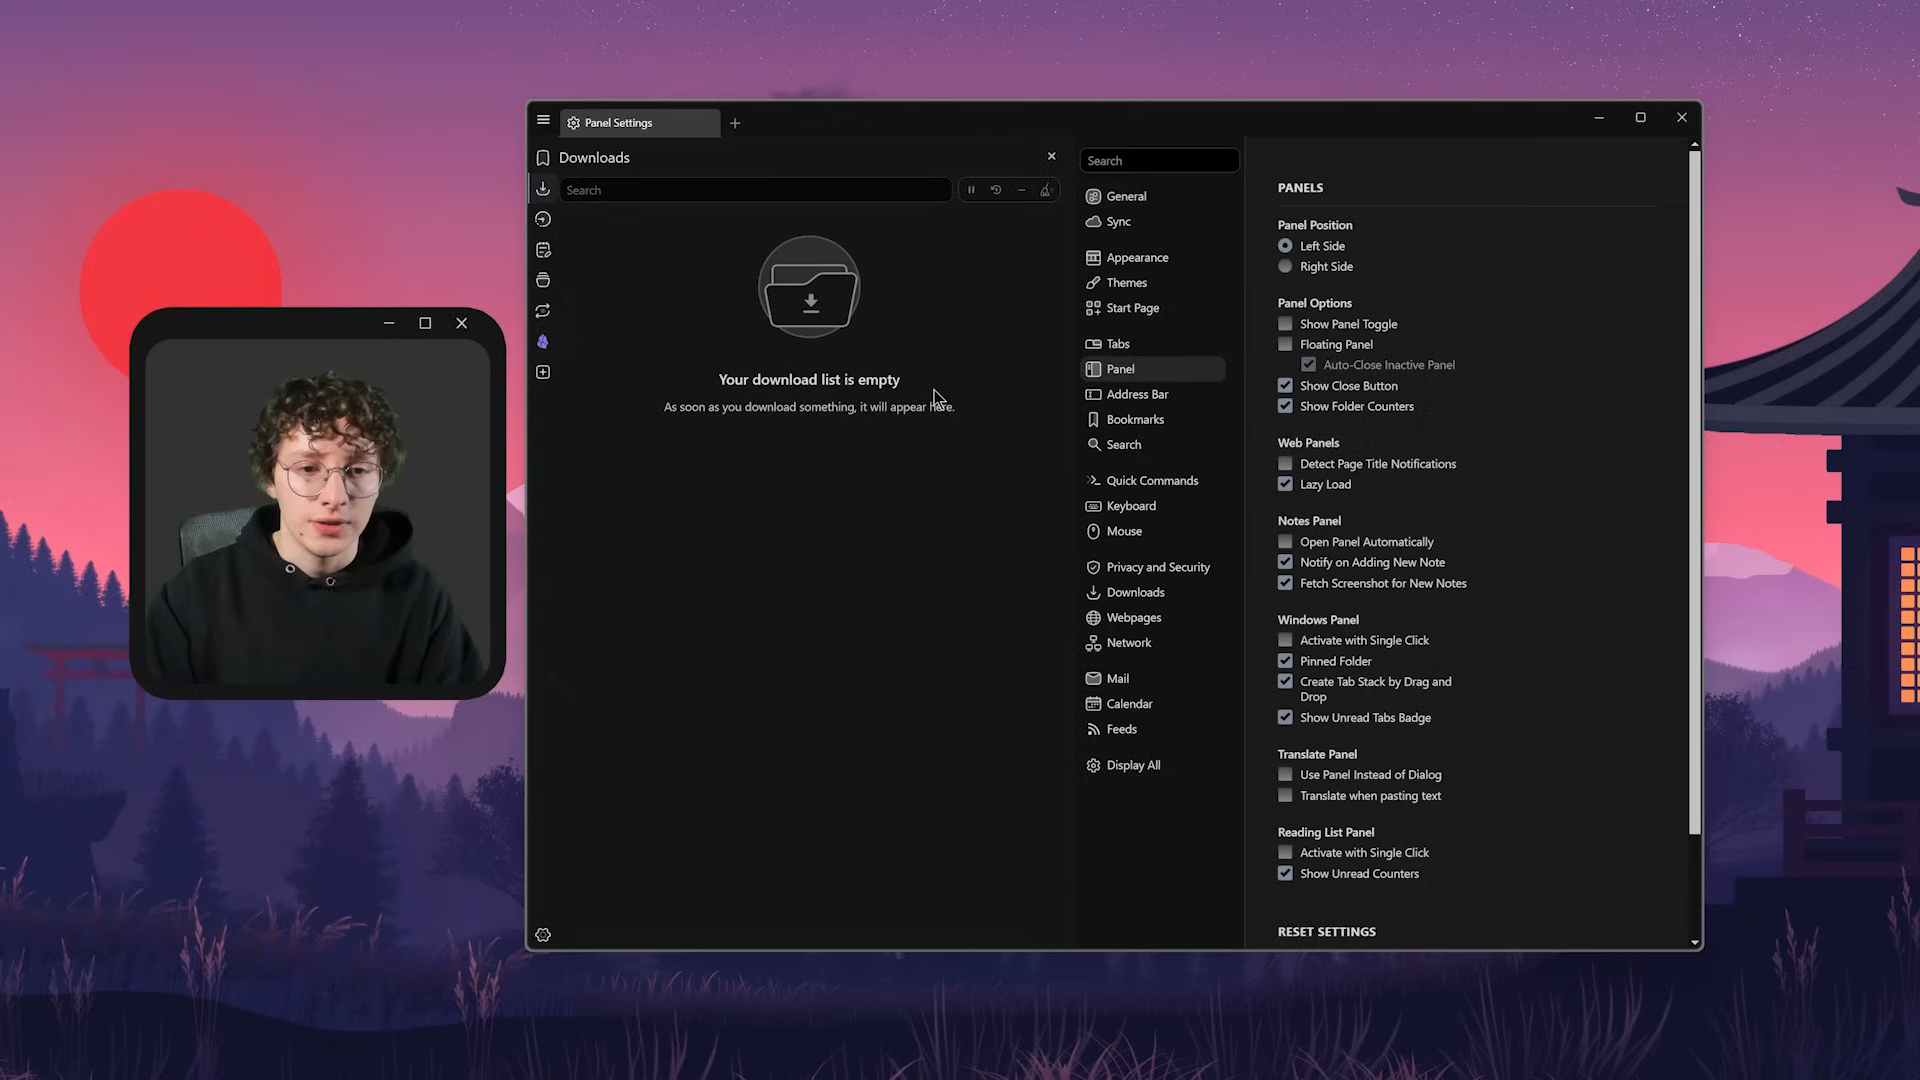 Panel Settings
Downloads
Search
Your download list is empty
As soon as you download something, it will appear here.
Search
General
Sync
Appearance
Themes
Start Page
Tabs
Panel
Address Bar
Bookmarks
Search
Quick Commands
Keyboard
Mouse
Privacy and Security
Downloads
Webpages
Network
Mail
Calendar
Feeds
Display All
PANELS
Panel Position
Left Side
Right Side
Panel Options
Show Panel Toggle
Floating Panel
Auto-Close Inactive Panel
Show Close Button
Show Folder Counters
Web Panels
Detect Page Title Notifications
Lazy Load
Notes Panel
Open Panel Automatically
Notify on Adding New Note
Fetch Screenshot for New Notes
Windows Panel
Activate with Single Click
Pinned Folder
Create Tab Stack by Drag and
Drop
Show Unread Tabs Badge
Translate Panel
Use Panel Instead of Dialog
Translate when pasting text
Reading List Panel
Activate with Single Click
Show Unread Counters
RESET SETTINGS